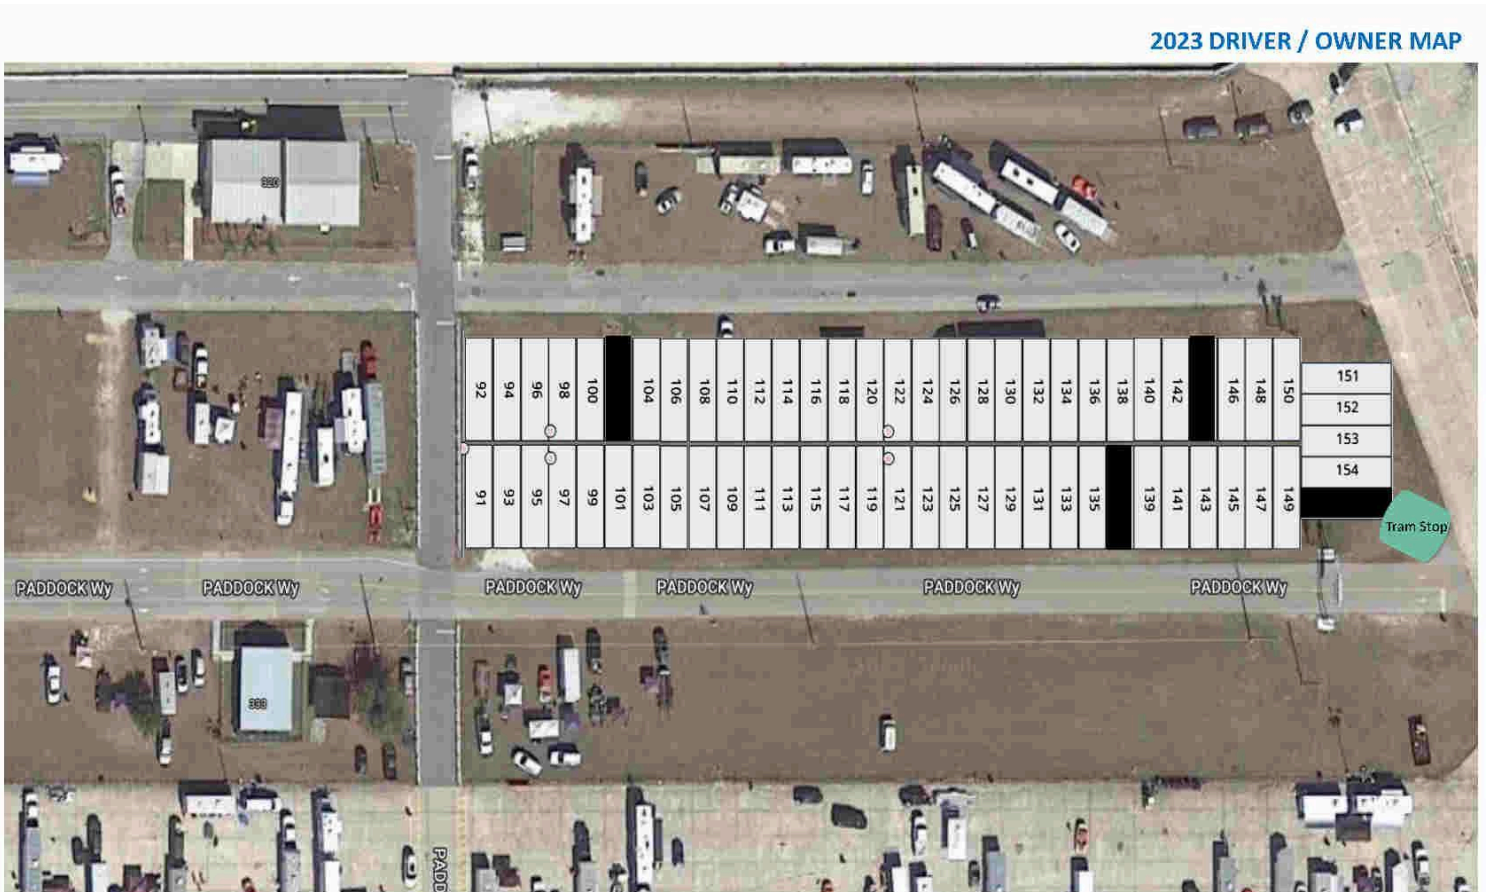 2023 DRIVER / OWNER MAP
320
92 94 96 98 100 104 106 108 110 112 114 116 118 120 122 124 126 128 130 132 134 136 138 140 142 146 148 150
151
152
153
154
91 93 95 97 99 101 103 105 107 109 111 113 115 117 119 121 123 125 127 129 131 133 135 139 141 143 145 147 149
Tram Stop
PADDOCK Wy PADDOCK Wy PADDOCK Wy PADDOCK Wy PADDOCK Wy PADDOCK Wy
333
PADD